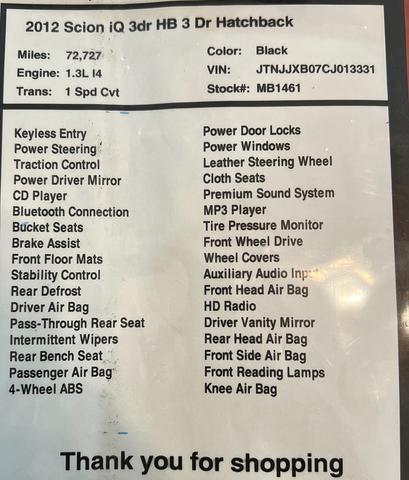 2012 Scion iQ 3dr HB 3 Dr Hatchback
Miles: 72,727
Engine: 1.3L I4
Trans: 1 Spd Cvt
Color: Black
VIN: JTNJJXB07CJ013331
Stock#: MB1461
Keyless Entry
Power Steering
Traction Control
Power Driver Mirror
CD Player
Bluetooth Connection
Bucket Seats
Brake Assist
Front Floor Mats
Stability Control
Rear Defrost
Driver Air Bag
Pass-Through Rear Seat
Intermittent Wipers
Rear Bench Seat
Passenger Air Bag
4-Wheel ABS
Power Door Locks
Power Windows
Leather Steering Wheel
Cloth Seats
Premium Sound System
MP3 Player
Tire Pressure Monitor
Front Wheel Drive
Wheel Covers
Auxiliary Audio Input
Front Head Air Bag
HD Radio
Driver Vanity Mirror
Rear Head Air Bag
Front Side Air Bag
Front Reading Lamps
Knee Air Bag
Thank you for shopping